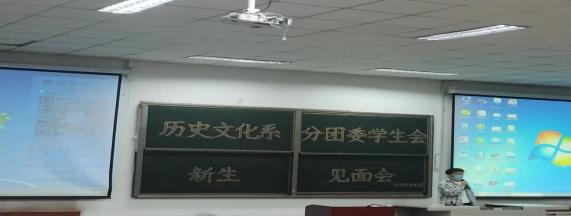 历史文化系 分团委学生会
新生 见面会